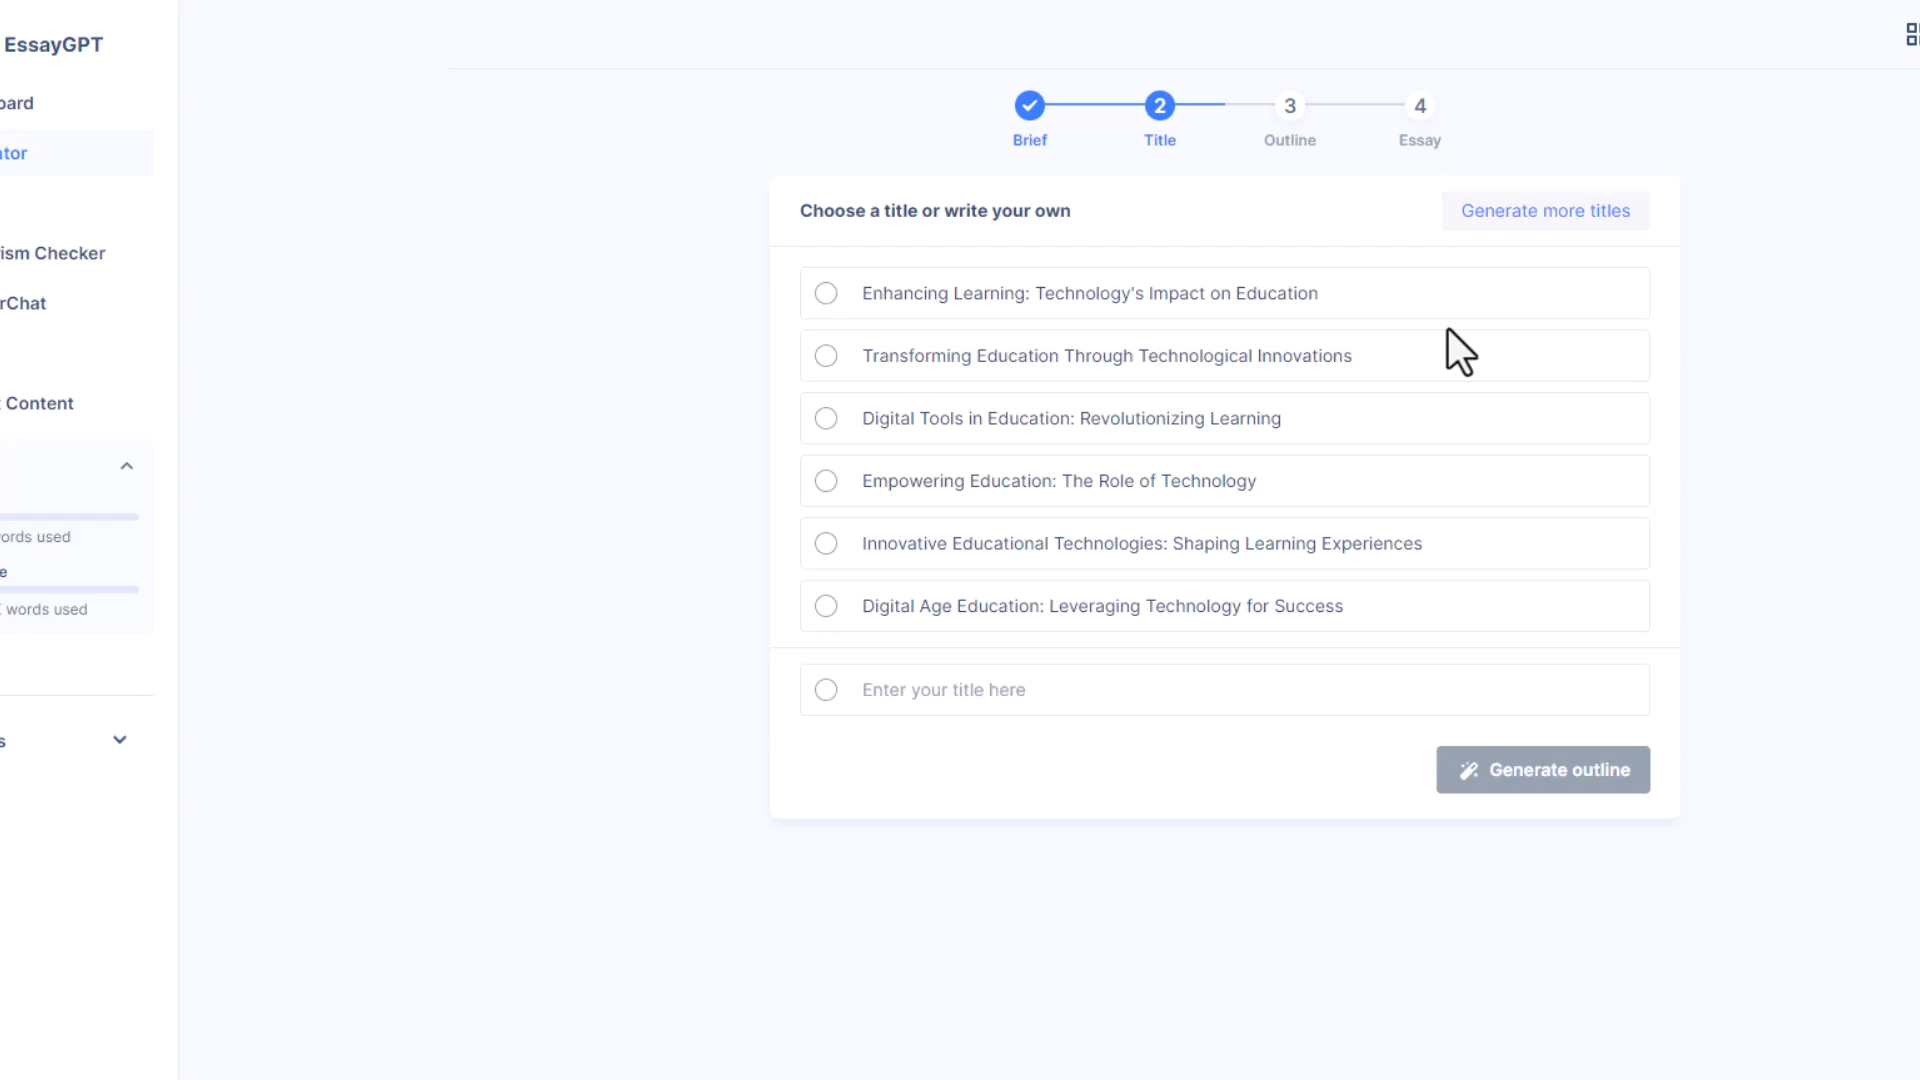 EssayGPT
oard
tor
ism Checker
rChat
Content
ords used
e
words used
s
2
3
4
Brief
Title
Outline
Essay
Choose a title or write your own
Generate more titles
Enhancing Learning: Technology's Impact on Education
Transforming Education Through Technological Innovations
Digital Tools in Education: Revolutionizing Learning
Empowering Education: The Role of Technology
Innovative Educational Technologies: Shaping Learning Experiences
Digital Age Education: Leveraging Technology for Success
Enter your title here
Generate outline